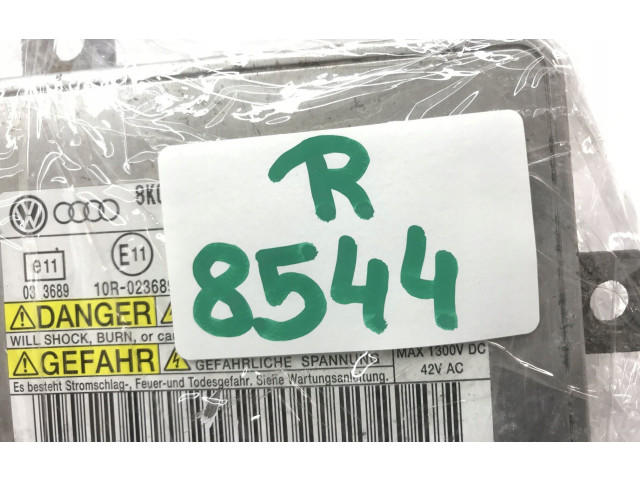 R
8544
8K0
e11
E11
03 3689
10R-023689
DANGER
WILL SHOCK, BURN, or
GEFAHR
GEFÄHRLICHE SPANNUNG
MAX 1300V DC
42V AC
Es besteht Stromschlag-, Feuer-und Todesgefahr. Siehe Wartungsanleitung.